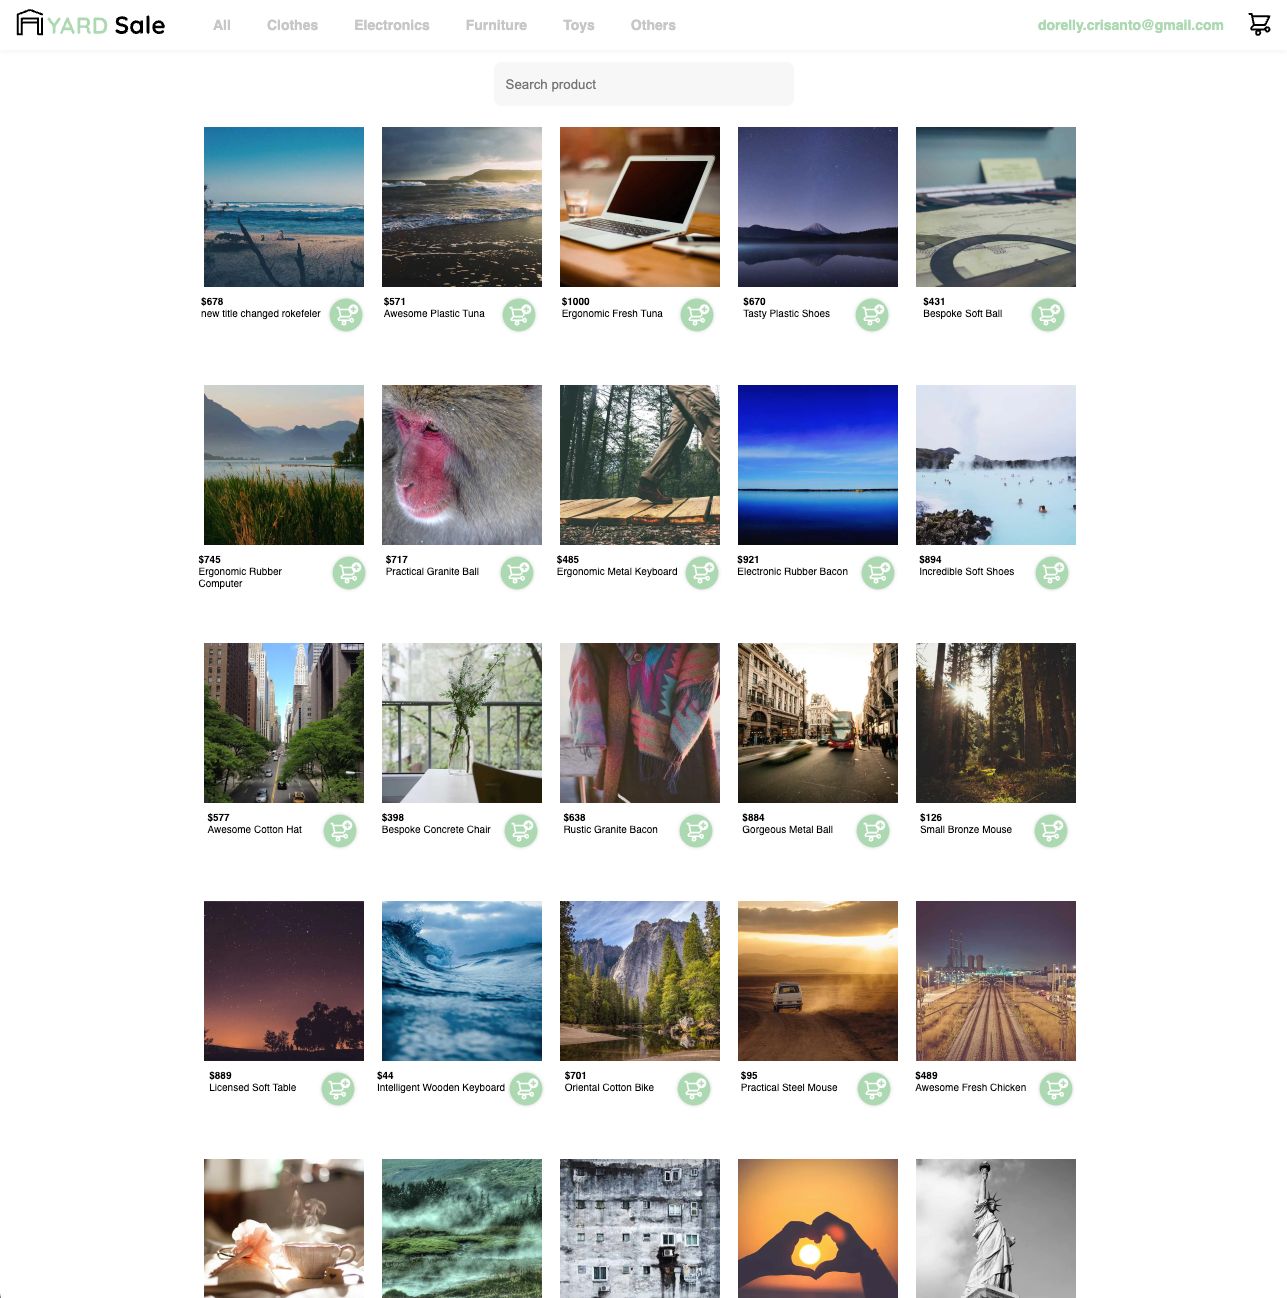 YARD Sale
All Clothes Electronics Furniture Toys Others
dorelly.crisanto@gmail.com
Search product
$678
new title changed rokefeler
$571
Awesome Plastic Tuna
$1000
Ergonomic Fresh Tuna
$670
Tasty Plastic Shoes
$431
Bespoke Soft Ball
$745
Ergonomic Rubber
Computer
$717
Practical Granite Ball
$485
Ergonomic Metal Keyboard
$921
Electronic Rubber Bacon
$894
Incredible Soft Shoes
$577
Awesome Cotton Hat
$398
Bespoke Concrete Chair
$638
Rustic Granite Bacon
$884
Gorgeous Metal Ball
$126
Small Bronze Mouse
$889
Licensed Soft Table
$44
Intelligent Wooden Keyboard
$701
Oriental Cotton Bike
$95
Practical Steel Mouse
$489
Awesome Fresh Chicken